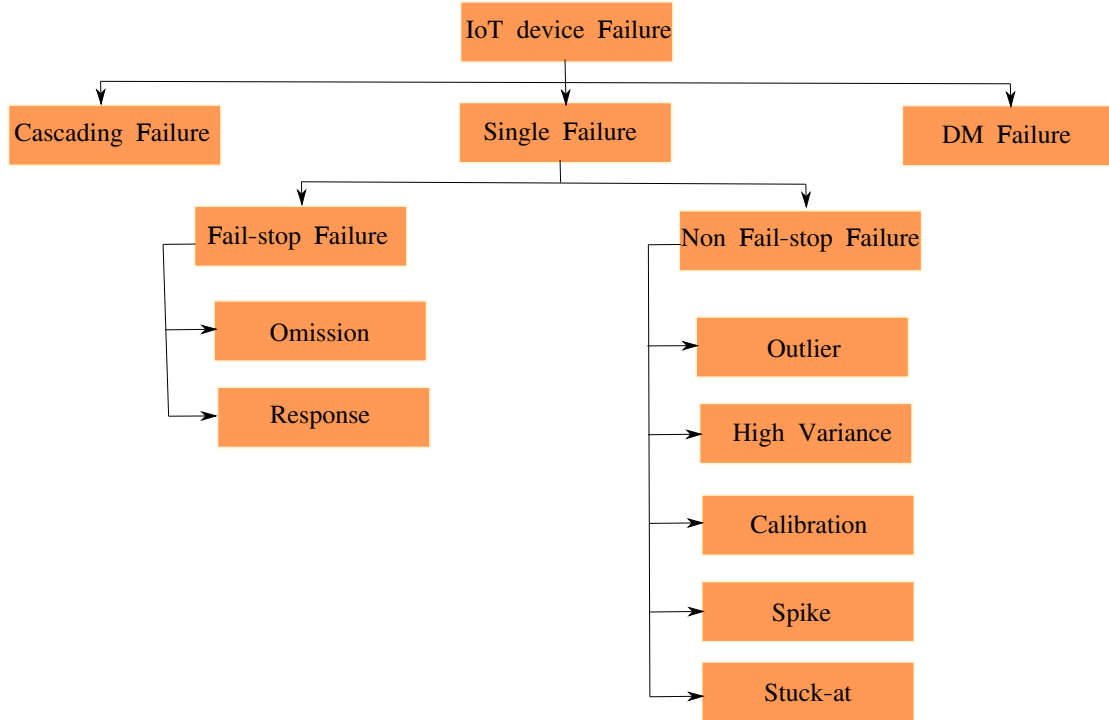 IoT device Failure
Cascading Failure
Single Failure
DM Failure
Fail-stop Failure
Non Fail-stop Failure
Omission
Response
Outlier
High Variance
Calibration
Spike
Stuck-at